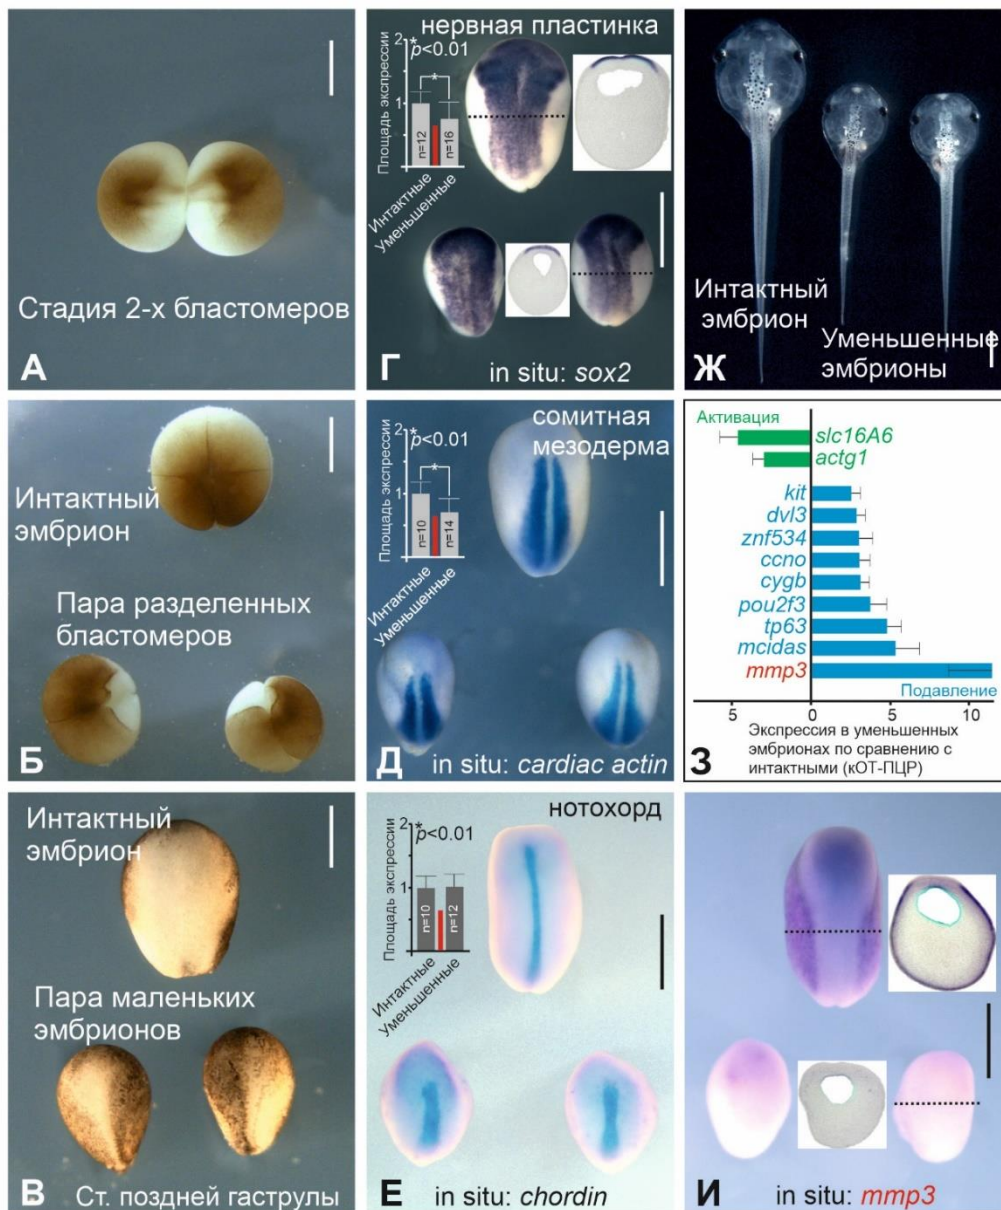 Стадия 2-х бластомеров
А
Интактный
эмбрион
Пара разделенных
бластомеров
Б
Интактный
эмбрион
Пара маленьких
эмбрионов
В
Ст. поздней гаструлы
нервная пластинка
2
*p<0.01
*
1
0
Площадь экспрессии
n=12
n=16
Интактные
Уменьшенные
Г
in situ: sox2
сомитная
мезодерма
2
*p<0.01
*
1
0
Площадь экспрессии
n=10
n=14
Интактные
Уменьшенные
Д
in situ: cardiac actin
нотохорд
2
*p<0.01
1
0
Площадь экспрессии
n=10
n=12
Интактные
Уменьшенные
Е
in situ: chordin
Интактный
эмбрион
Уменьшенные
эмбрионы
Ж
Активация
slc16A6
actg1
kit
dvl3
znf534
ccno
cygb
pou2f3
tp63
mcidas
mmp3
Подавление
5 0 5 10
Экспрессия в уменьшенных
эмбрионах по сравнению с
интактными (кОТ-ПЦР)
З
И
in situ: mmp3